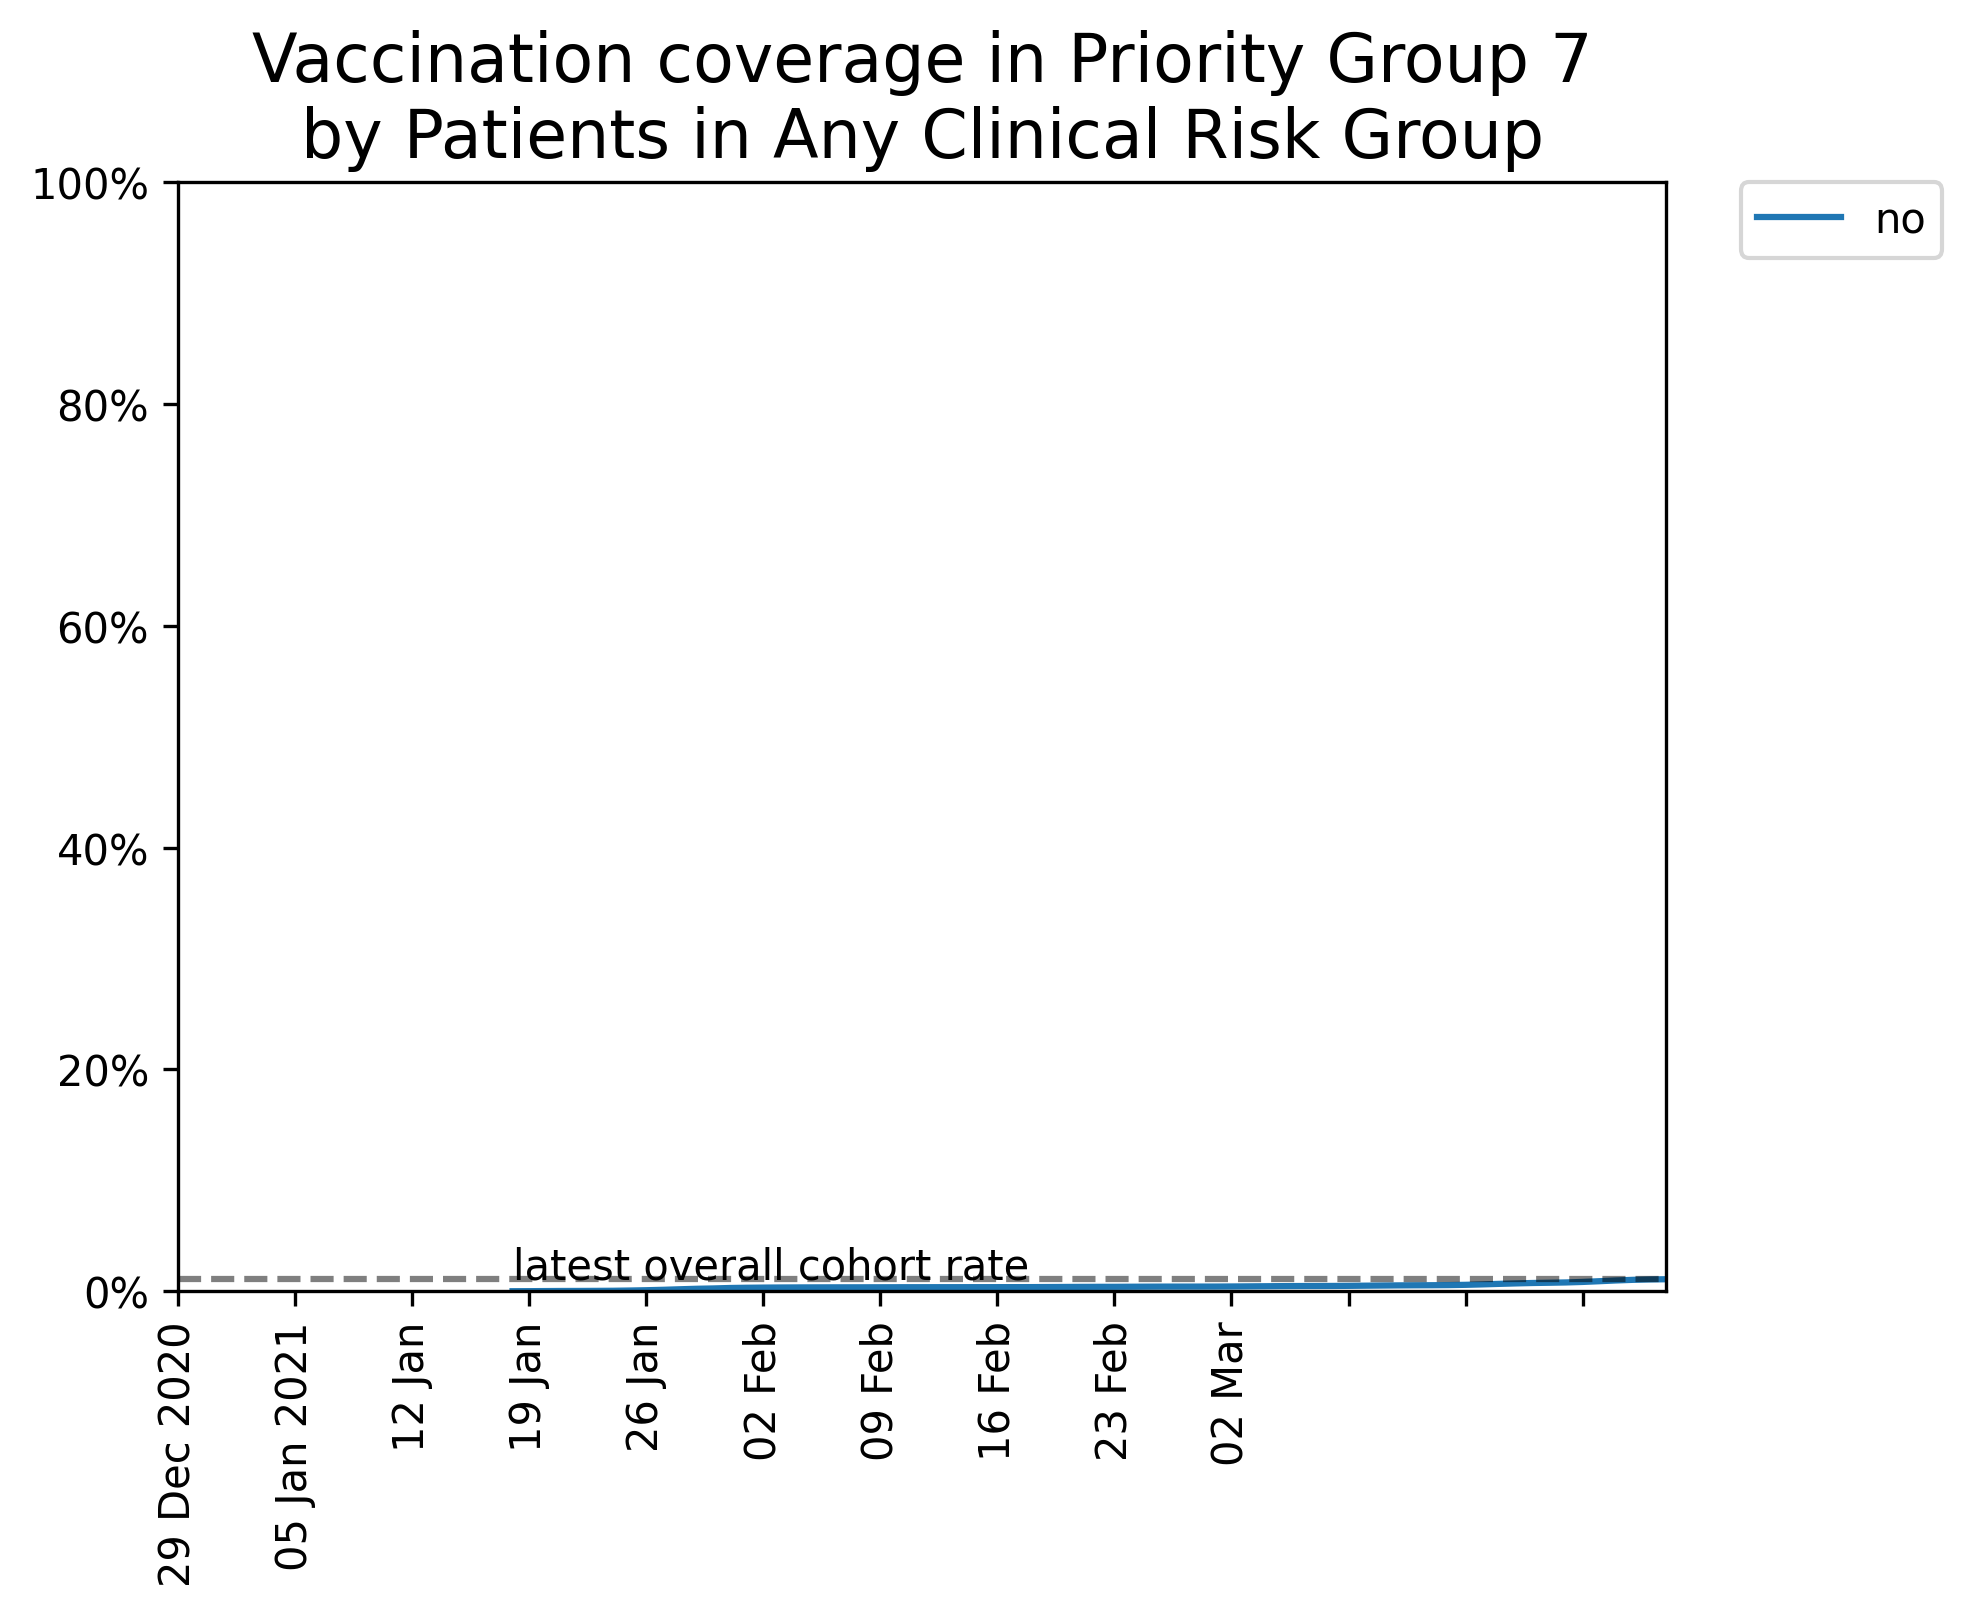 Vaccination coverage in Priority Group 7
by Patients in Any Clinical Risk Group
100%
80%
60%
40%
20%
0%
no
latest overall cohort rate
29 Dec 2020
05 Jan 2021
12 Jan
19 Jan
26 Jan
02 Feb
09 Feb
16 Feb
23 Feb
02 Mar